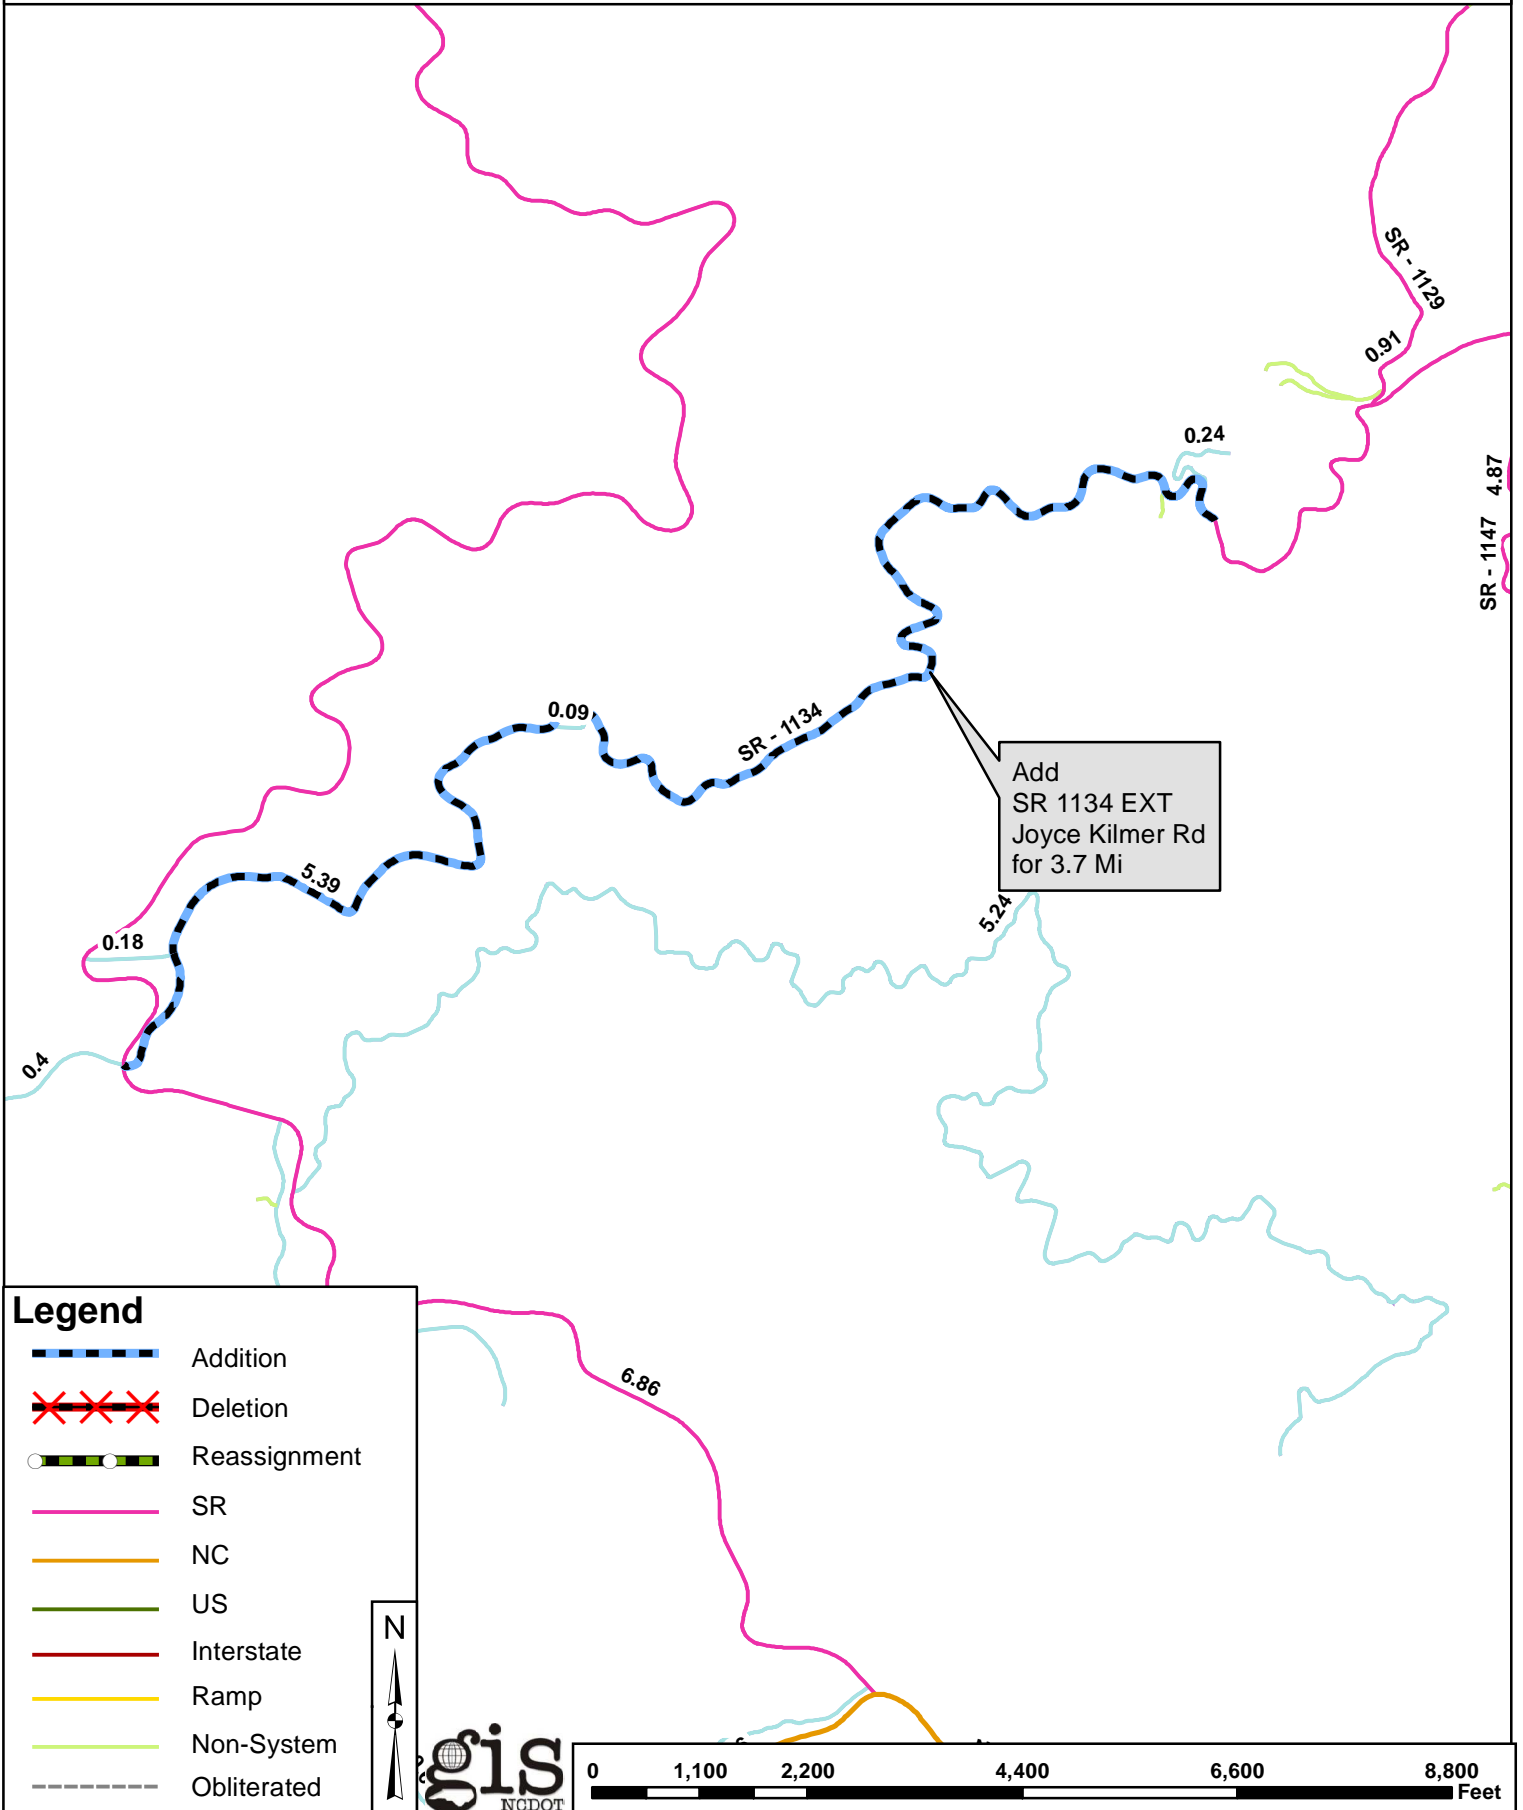 SR - 1129
0.91
0.24
4.87
SR - 1147
0.09
SR - 1134
Add
SR 1134 EXT
Joyce Kilmer Rd
for 3.7 Mi
5.39
5.24
0.18
0.4
6.86
Legend
Addition
Deletion
Reassignment
SR
NC
US
Interstate
Ramp
Non-System
Obliterated
N
gis
NCDOT
0 1,100 2,200 4,400 6,600 8,800
Feet